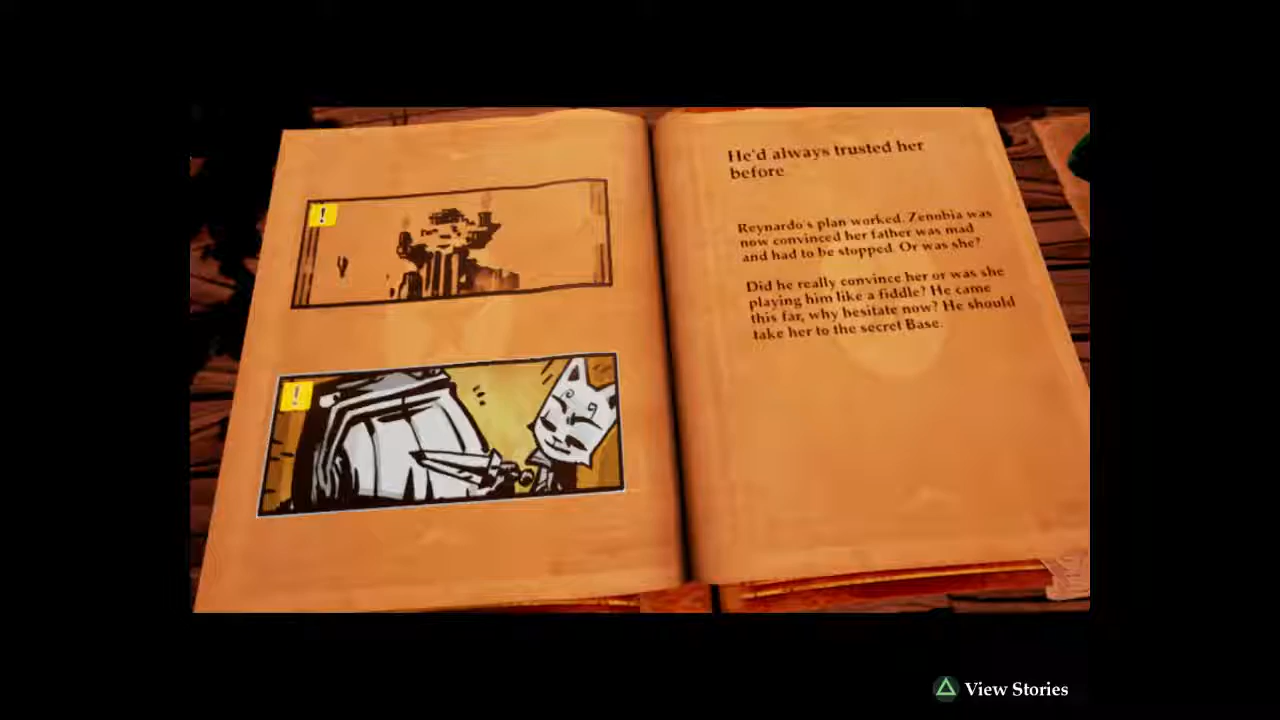 He'd always trusted her
before
Reynardo's plan worked. Zenobia was
now convinced her father was mad
and had to be stopped. Or was she?
Did he really convince her or was she
playing him like a fiddle? He came
this far, why hesitate now? He should
take her to the secret Base.
!
!
View Stories